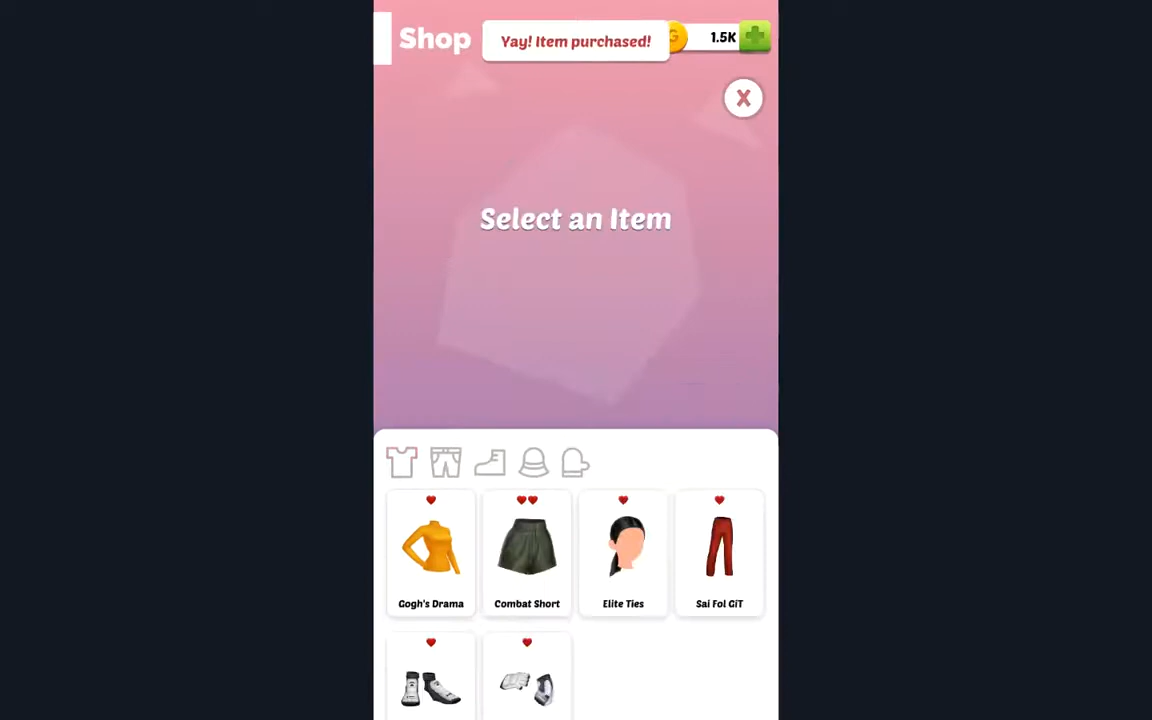 Shop
Yay! Item purchased!
G
1.5K
X
Select an Item
Gogh's Drama
Combat Short
Elite Ties
Sai Fol GiT